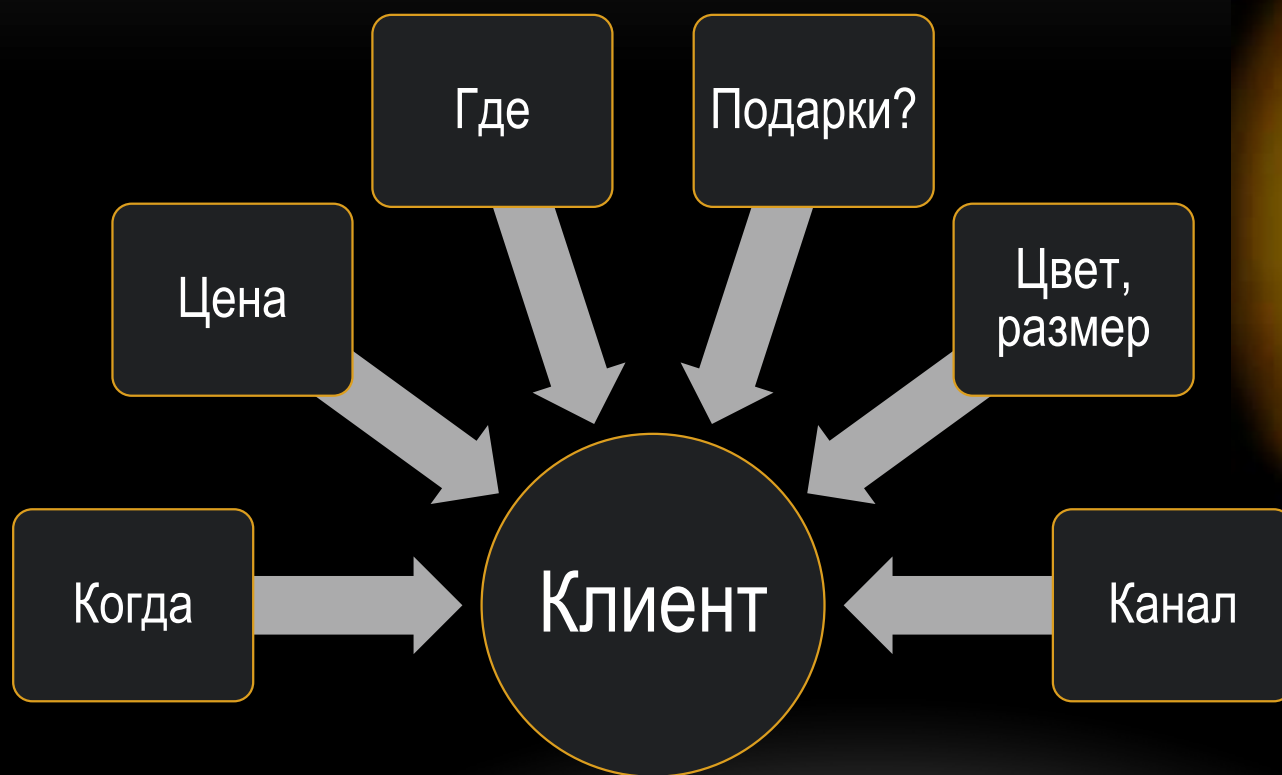 Где
Подарки?
Цена
Цвет,
размер
Когда
Клиент
Канал